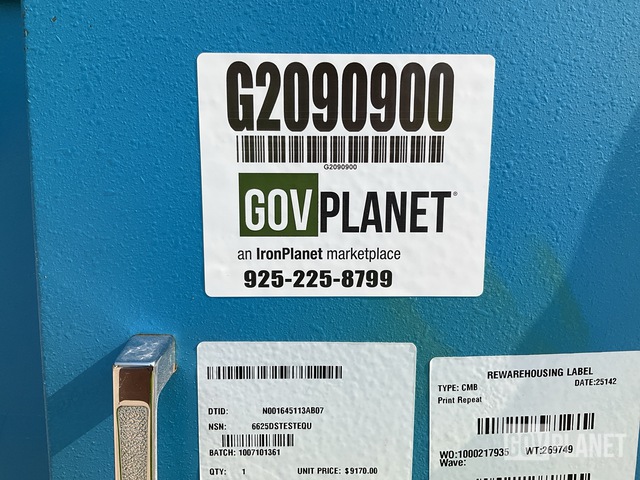 G2090900
G2090900
GOVPLANET®
an IronPlanet marketplace
925-225-8799
DTID: N001645113AB07
NSN: 6625DSTESTEQU
BATCH: 1007101361
QTY: 1 UNIT PRICE: $9170.00
REWAREHOUSING LABEL
TYPE: CMB DATE:25142
Print Repeat
WO:1000217935 WT:269749
Wave:
GOVPLANET